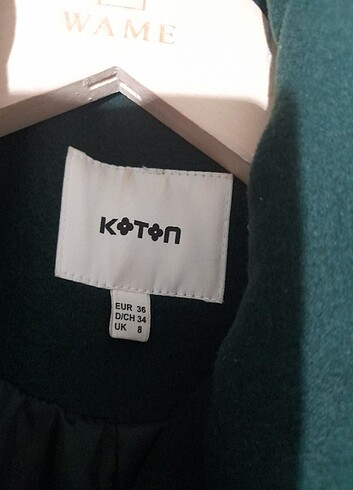 WAME
KOTON
EUR 36
D/CH 34
UK 8